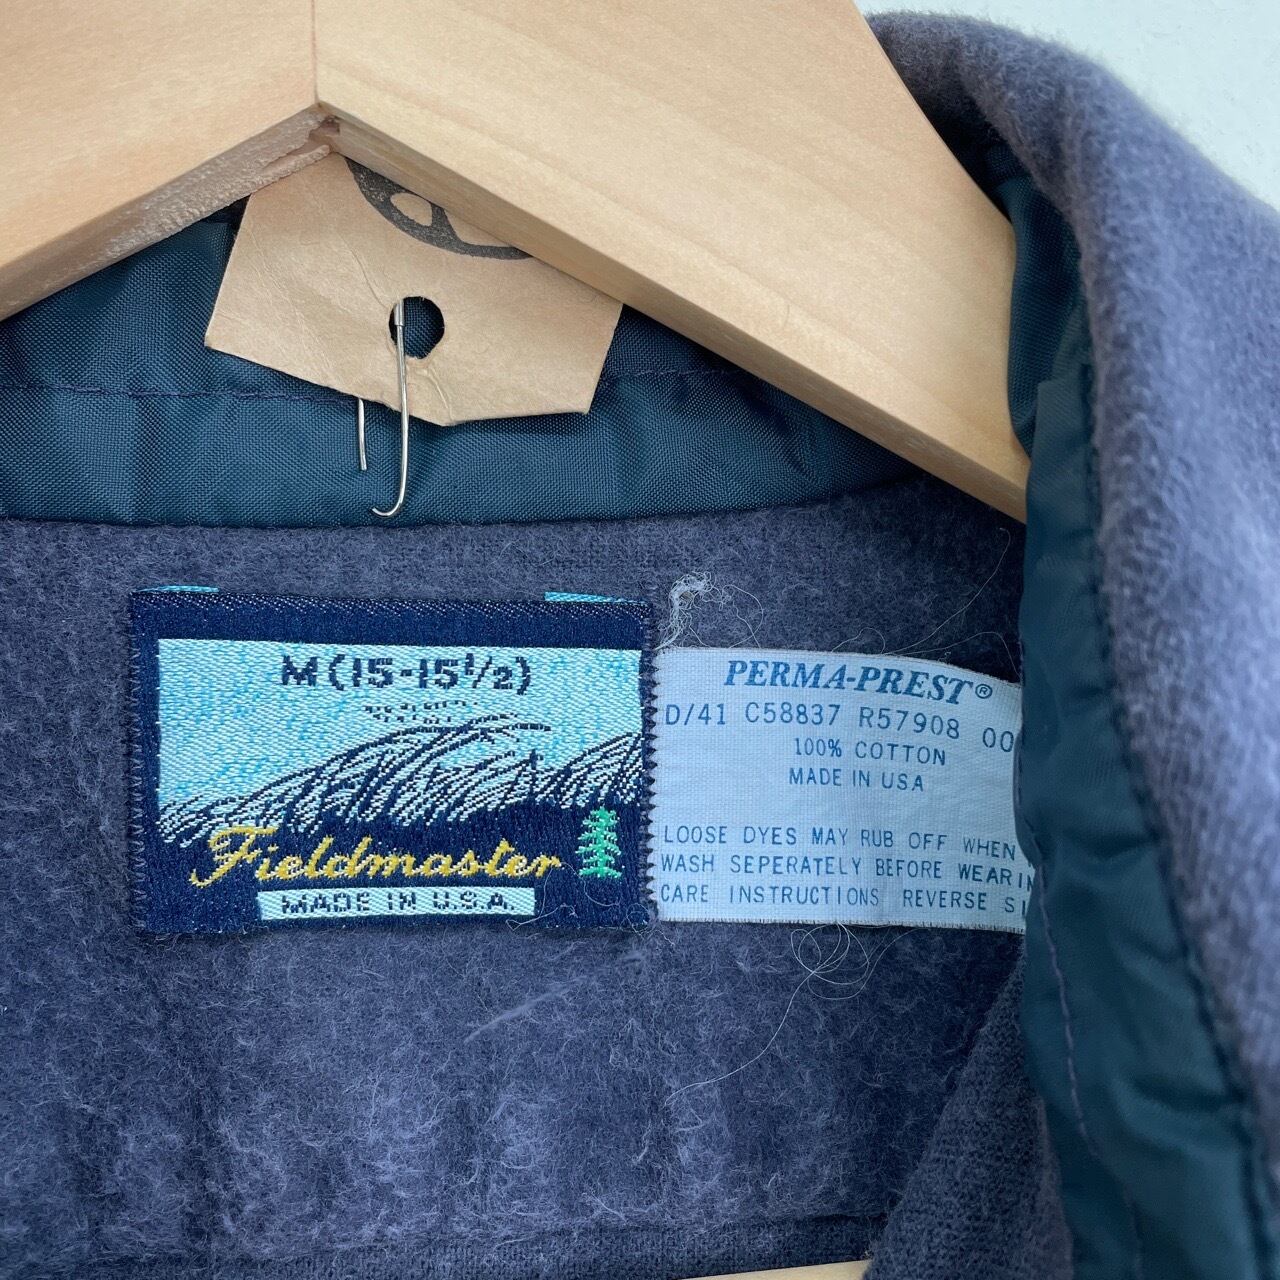 M (15-15½)
Fieldmaster
MADE IN U.S.A.
PERMA-PREST®
D/41 C58837 R57908 00
100% COTTON
MADE IN USA
LOOSE DYES MAY RUB OFF WHEN
WASH SEPERATELY BEFORE WEARIN
CARE INSTRUCTIONS REVERSE SI